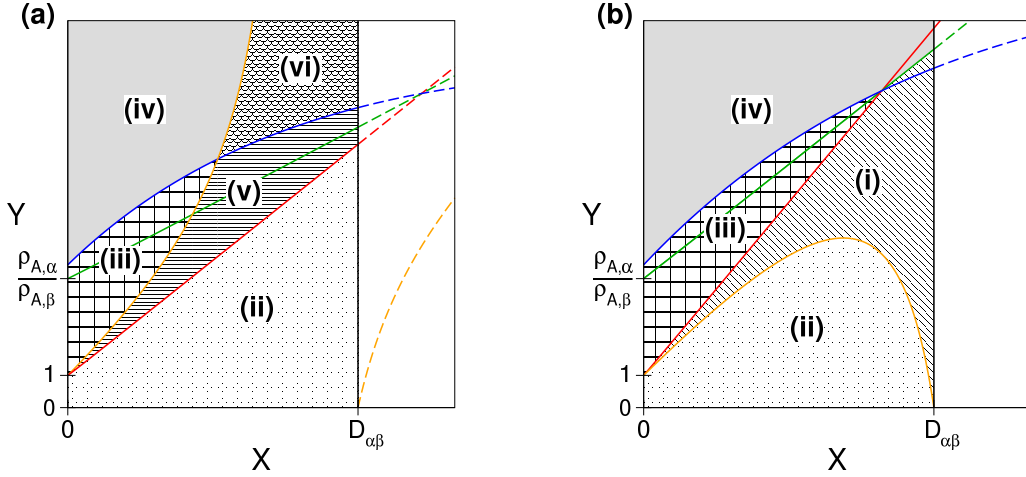 (a)
(vi)
(iv)
(v)
(iii)
(ii)
Y
ρA,α
ρA,β
1
0
0
Dαβ
X
(b)
(iv)
(i)
(iii)
(ii)
Y
ρA,α
ρA,β
1
0
0
Dαβ
X